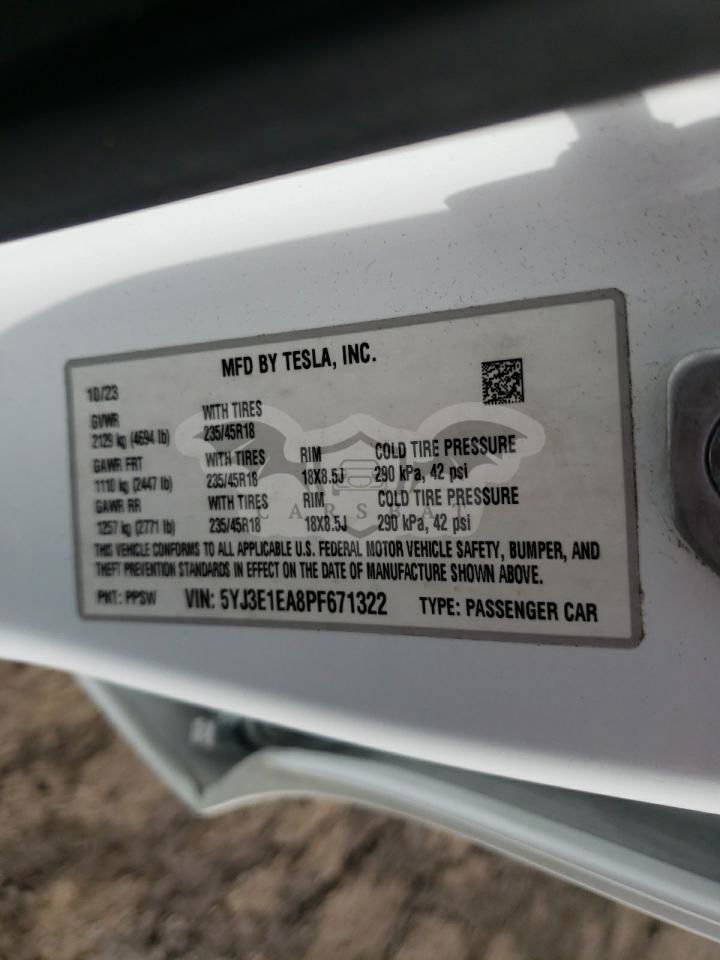 MFD BY TESLA, INC.
10/23
GVWR WITH TIRES
2129 kg (4694 lb) 235/45R18
GAWR FRT WITH TIRES RIM COLD TIRE PRESSURE
1110 kg (2447 lb) 235/45R18 18X8.5J 290 kPa, 42 psi
GAWR RR WITH TIRES RIM COLD TIRE PRESSURE
1257 kg (2771 lb) 235/45R18 18X8.5J 290 kPa, 42 psi
CARSBAT
THIS VEHICLE CONFORMS TO ALL APPLICABLE U.S. FEDERAL MOTOR VEHICLE SAFETY, BUMPER, AND
THEFT PREVENTION STANDARDS IN EFFECT ON THE DATE OF MANUFACTURE SHOWN ABOVE.
PNT: PPSW VIN: 5YJ3E1EA8PF671322 TYPE: PASSENGER CAR